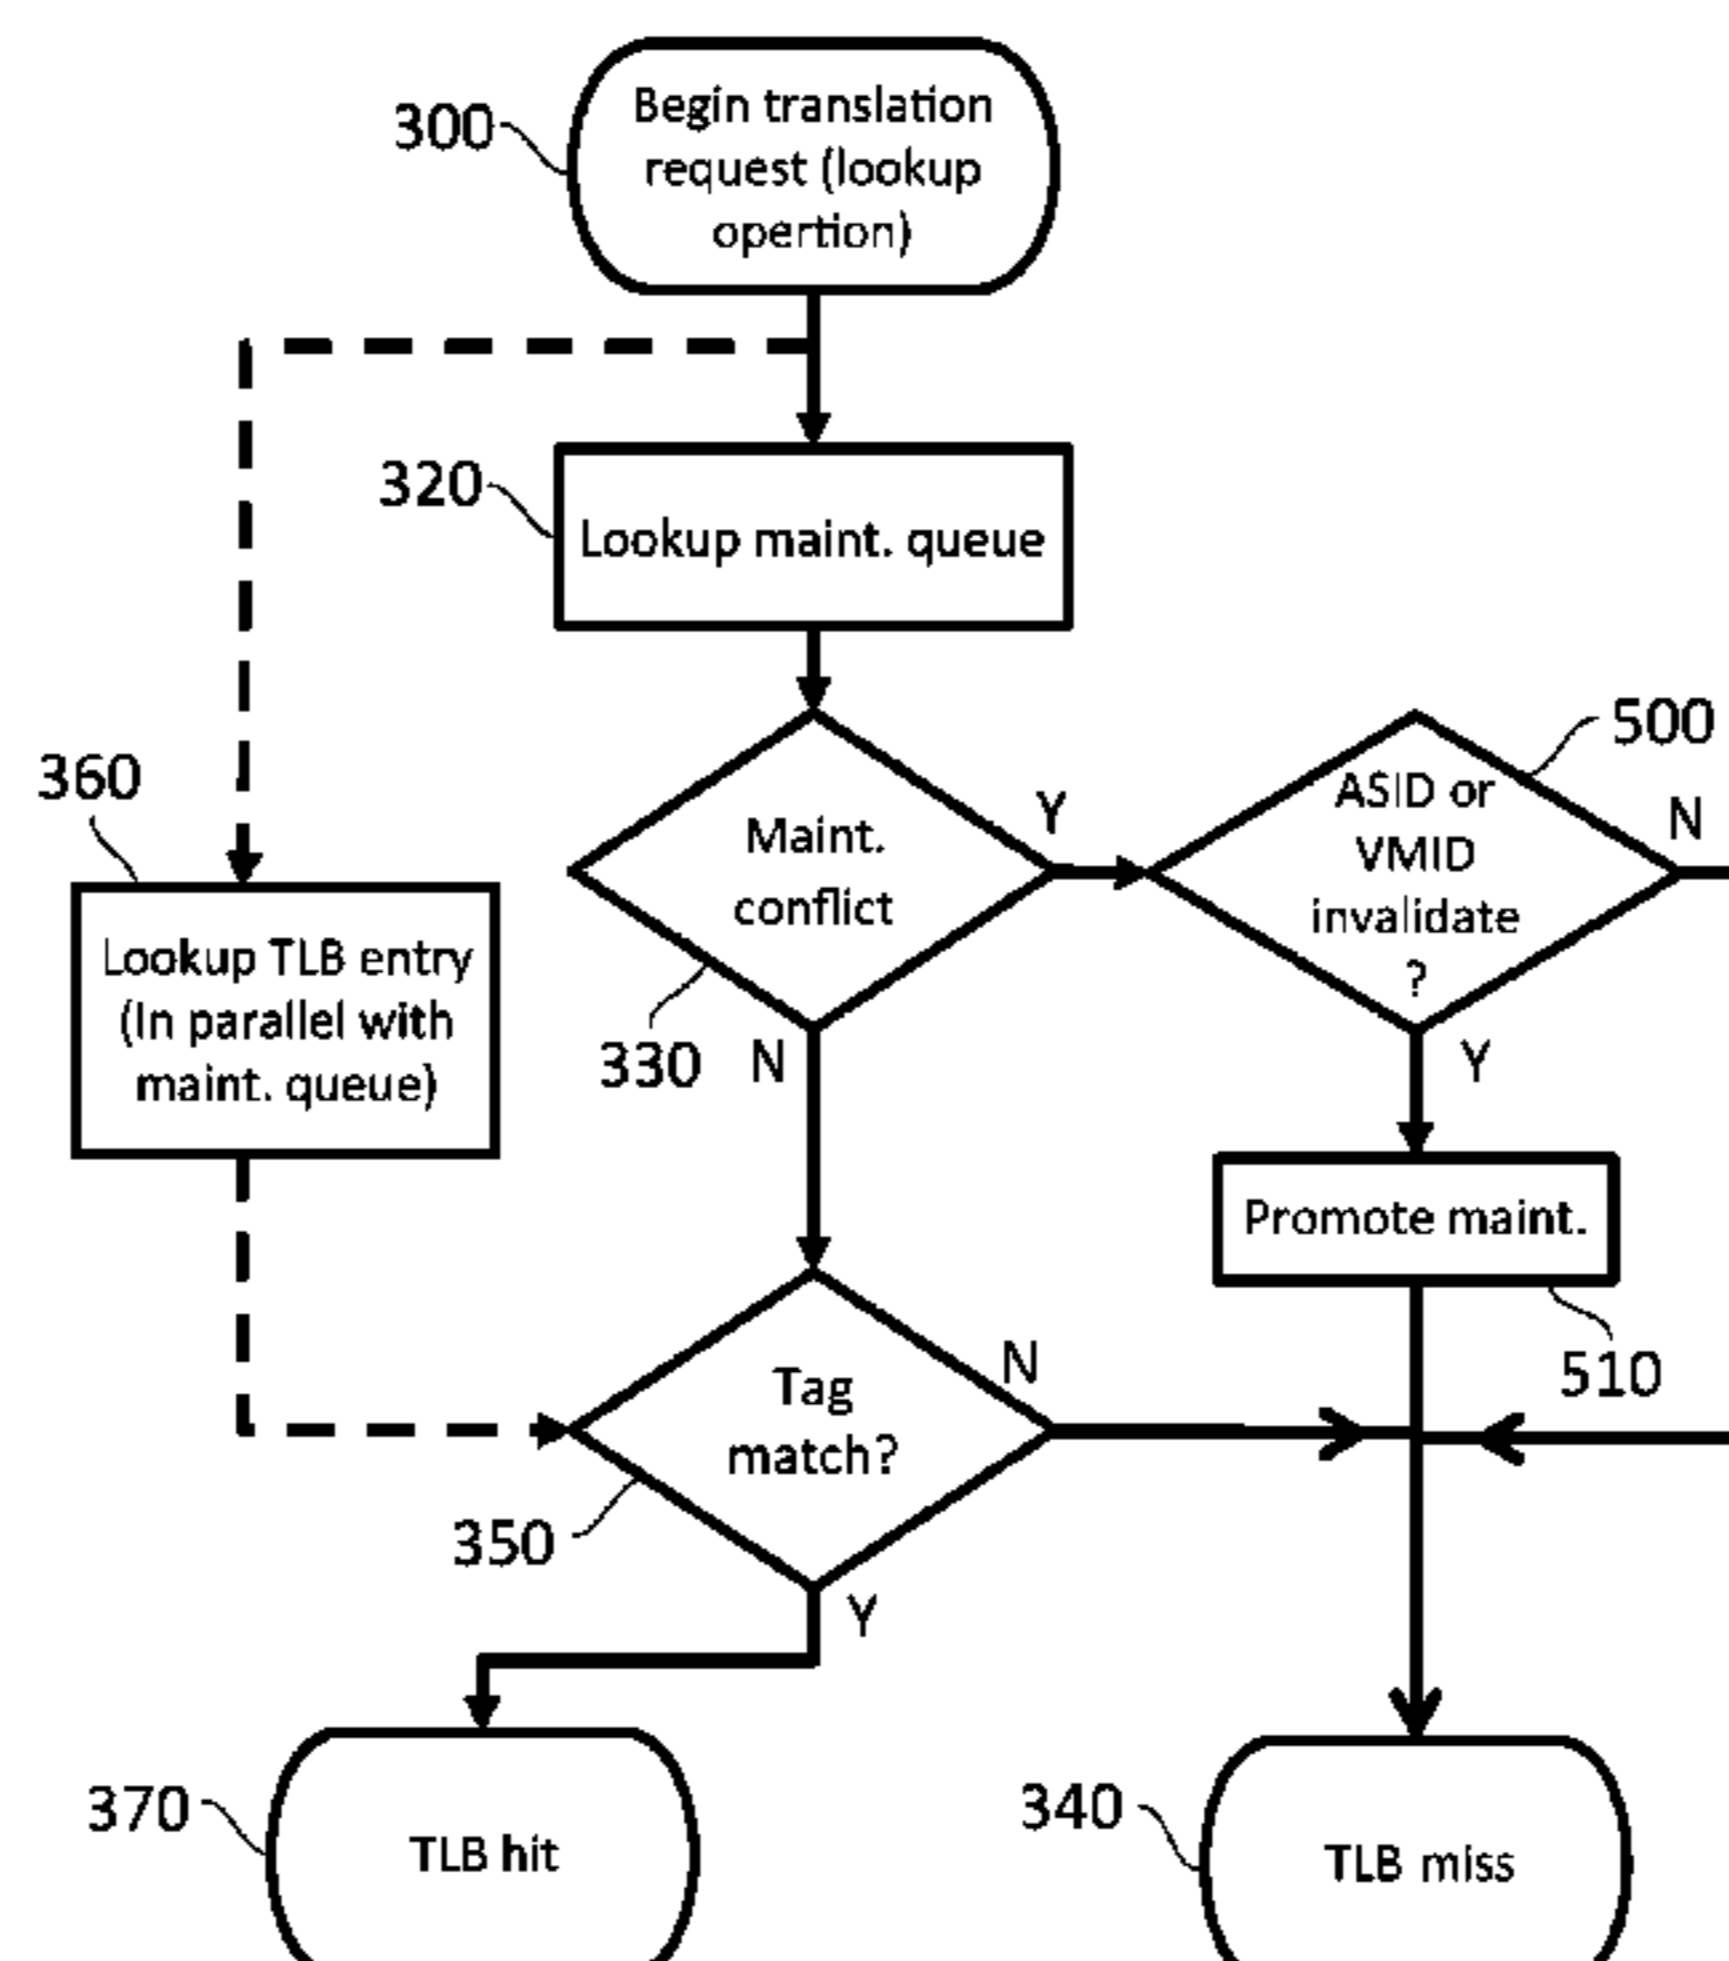 300
Begin translation
request (lookup
opertion)
320
Lookup maint. queue
360
Lookup TLB entry
(In parallel with
maint. queue)
Maint.
conflict
330
Y
N
500
ASID or
VMID
invalidate
?
N
Y
Promote maint.
510
Tag
match?
350
N
Y
370
TLB hit
340
TLB miss